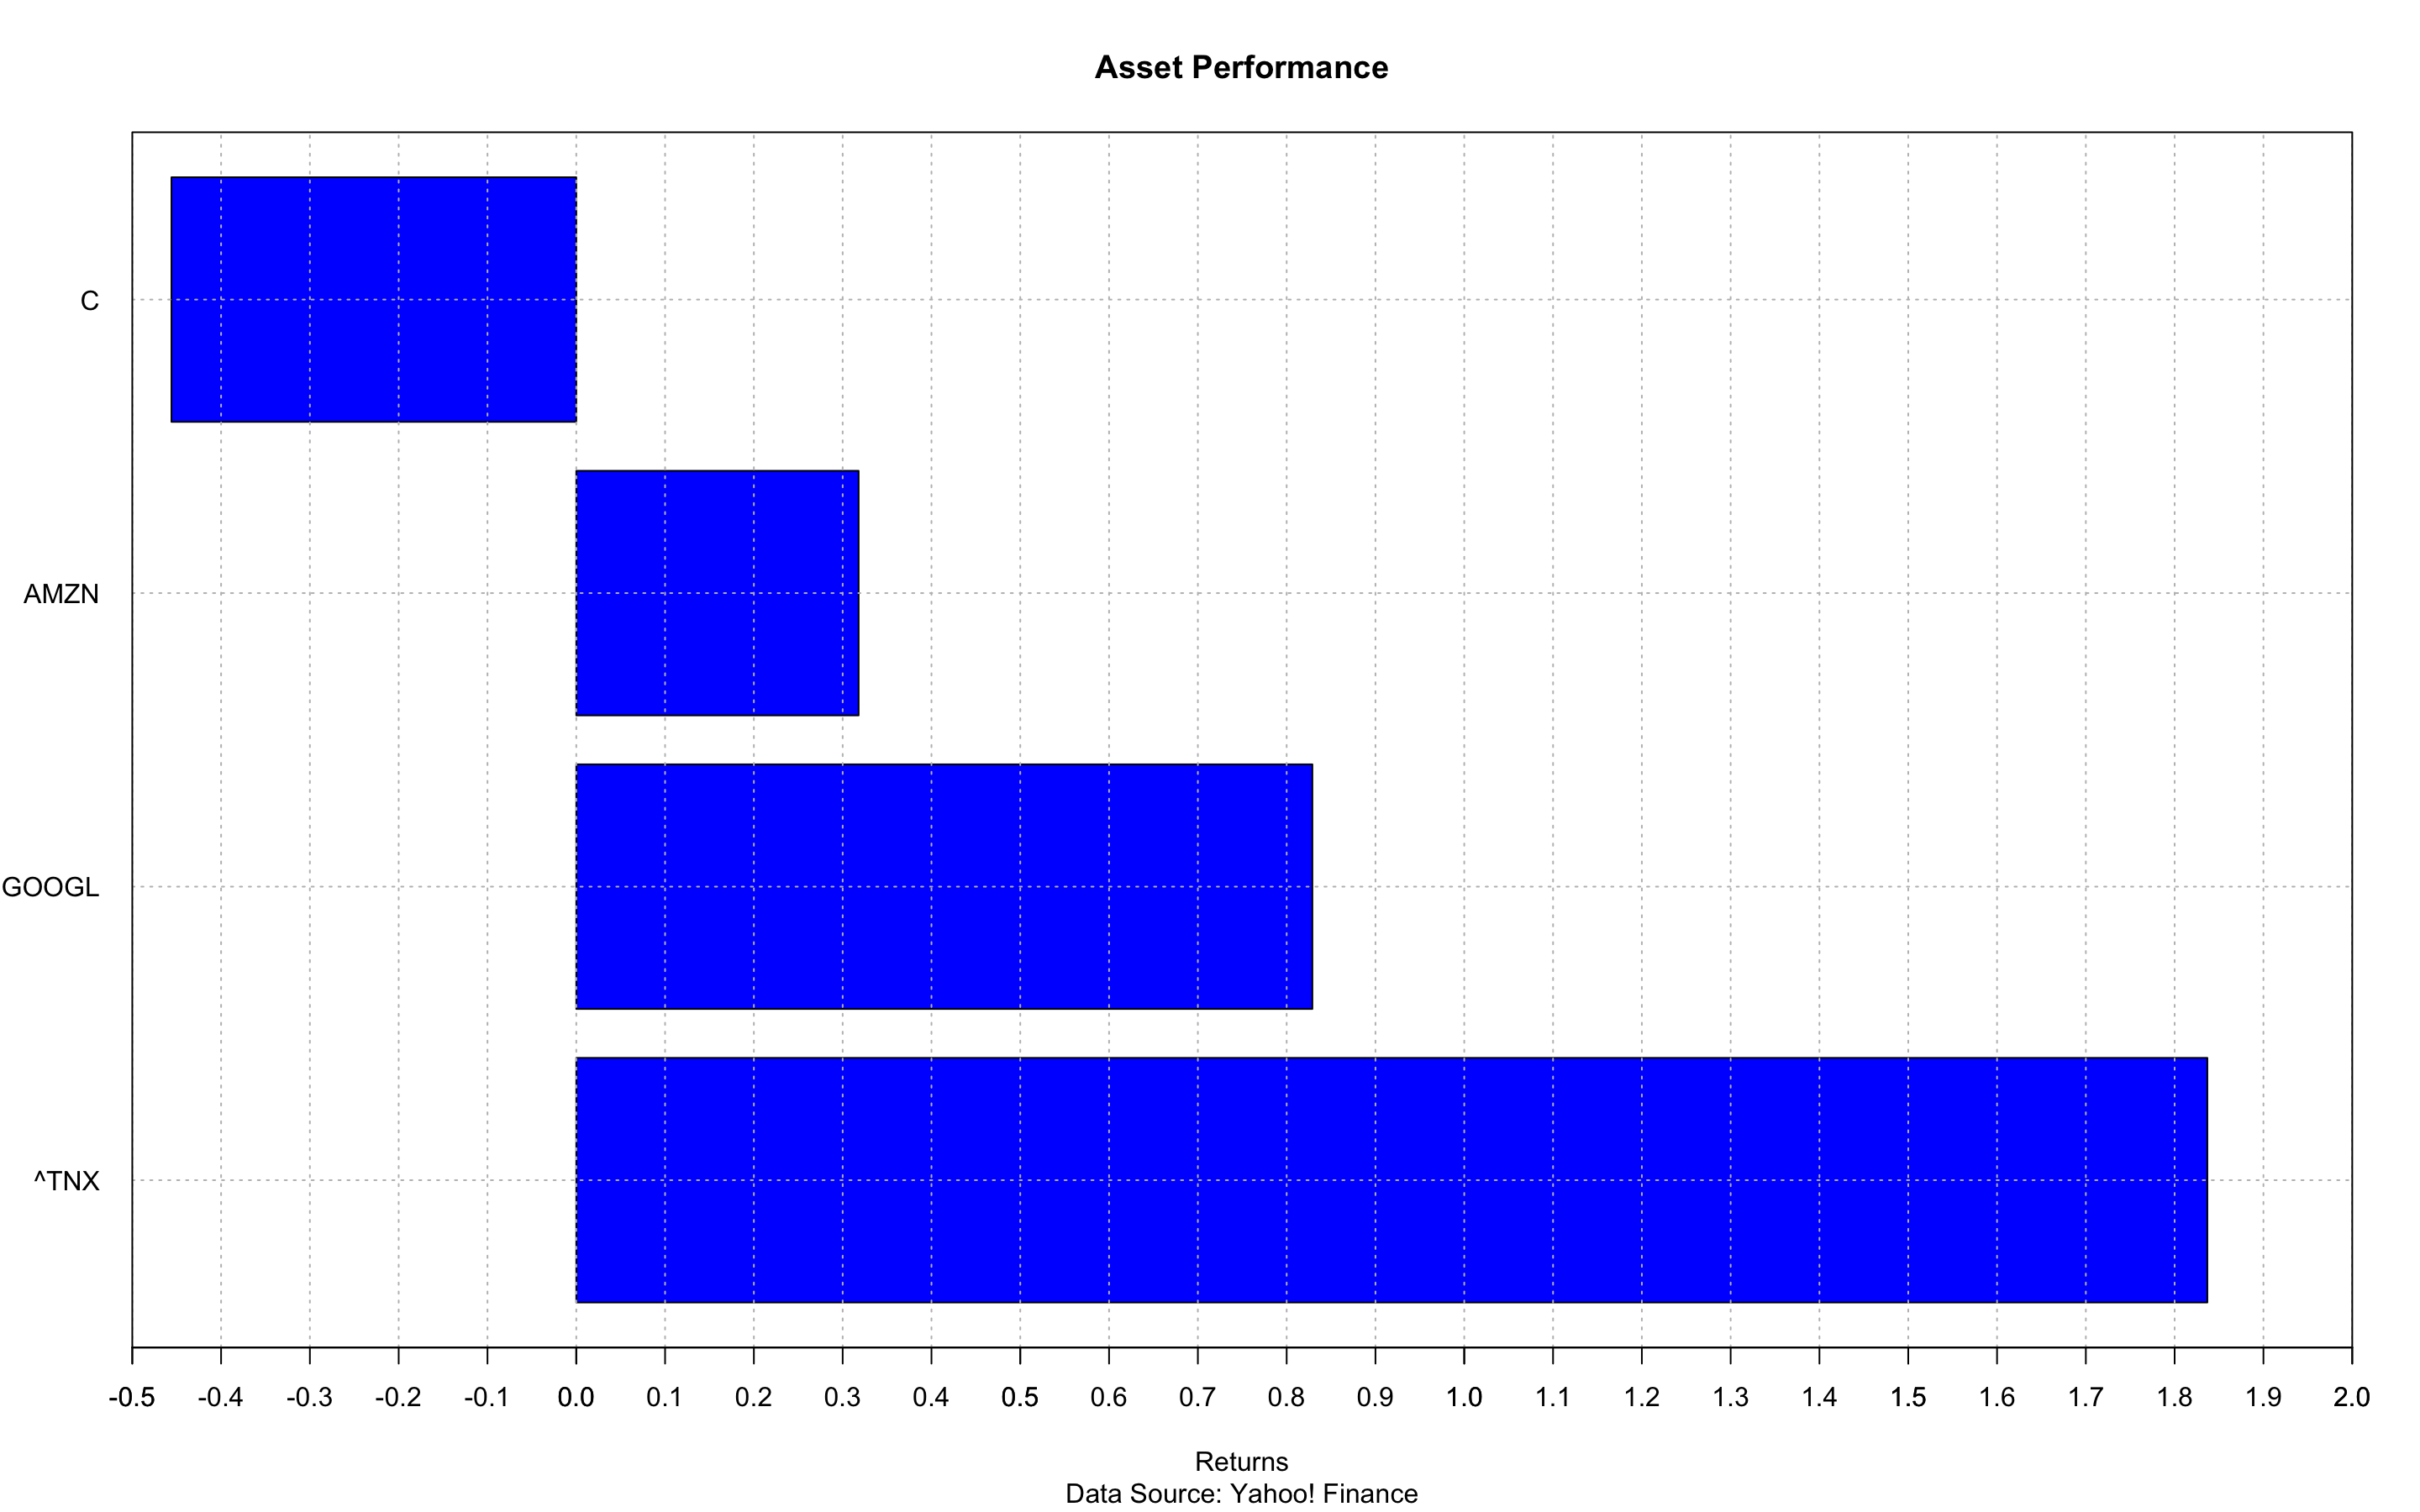 Asset Performance
C
AMZN
GOOGL
^TNX
-0.5 -0.4 -0.3 -0.2 -0.1 0.0 0.1 0.2 0.3 0.4 0.5 0.6 0.7 0.8 0.9 1.0 1.1 1.2 1.3 1.4 1.5 1.6 1.7 1.8 1.9 2.0
Returns
Data Source: Yahoo! Finance